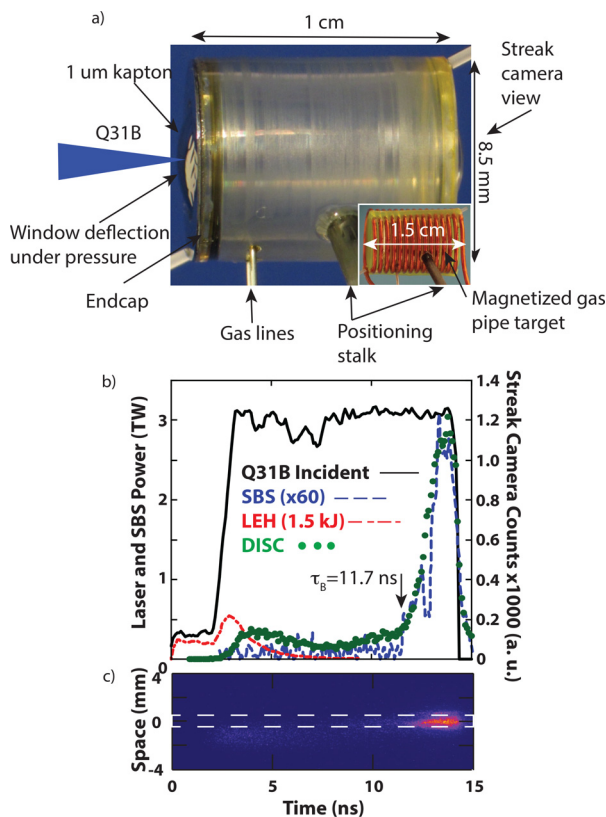 a)
1 cm
1 um kapton
Streak
camera
view
Q31B
8.5 mm
Window deflection
under pressure
1.5 cm
Endcap
Magnetized gas
pipe target
Gas lines
Positioning
stalk
b)
Laser and SBS Power (TW)
3
2
1
0
Streak Camera Counts x1000 (a. u.)
1.4
1.2
1.0
0.8
0.6
0.4
0.2
0
Q31B Incident
SBS (x60)
LEH (1.5 kJ)
DISC
τB=11.7 ns
c)
Space (mm)
4
0
-4
0 5 10 15
Time (ns)